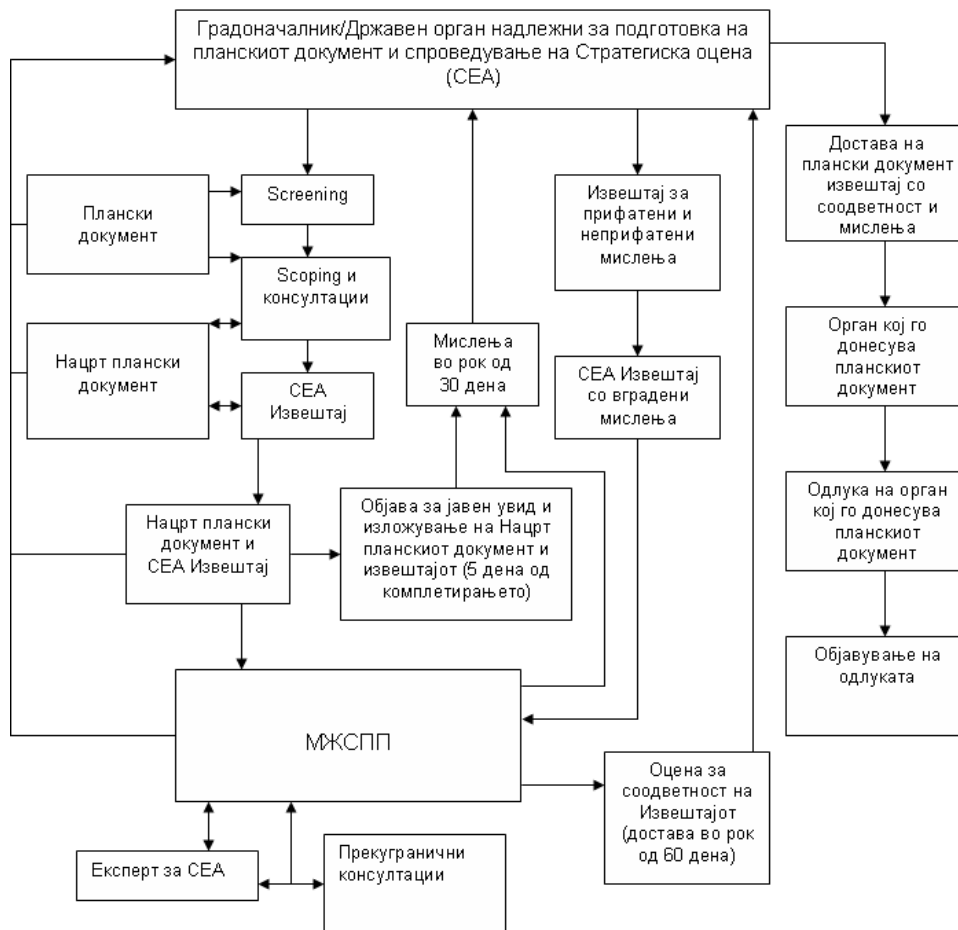 Градоначалник/Државен орган надлежни за подготовка на
планскиот документ и спроведување на Стратегиска оцена
(СЕА)
Плански
документ
Screening
Scoping и
консултации
Нацрт плански
документ
СЕА
Извештај
Нацрт плански
документ и
СЕА Извештај
Објава за јавен увид и
изложување на Нацрт
планскиот документ и
извештајот (5 дена од
комплетирањето)
Мислења
во рок од
30 дена
Извештај за
прифатени и
неприфатени
мислења
СЕА Извештај
со вградени
мислења
Достава на
плански документ
извештај со
соодветност и
мислења
Орган кој го
донесува
планскиот
документ
Одлука на орган
кој го донесува
планскиот
документ
Објавување на
одлуката
МЖСПП
Оцена за
соодветност на
Извештајот
(достава во рок
од 60 дена)
Експерт за СЕА
Прекугранични
консултации